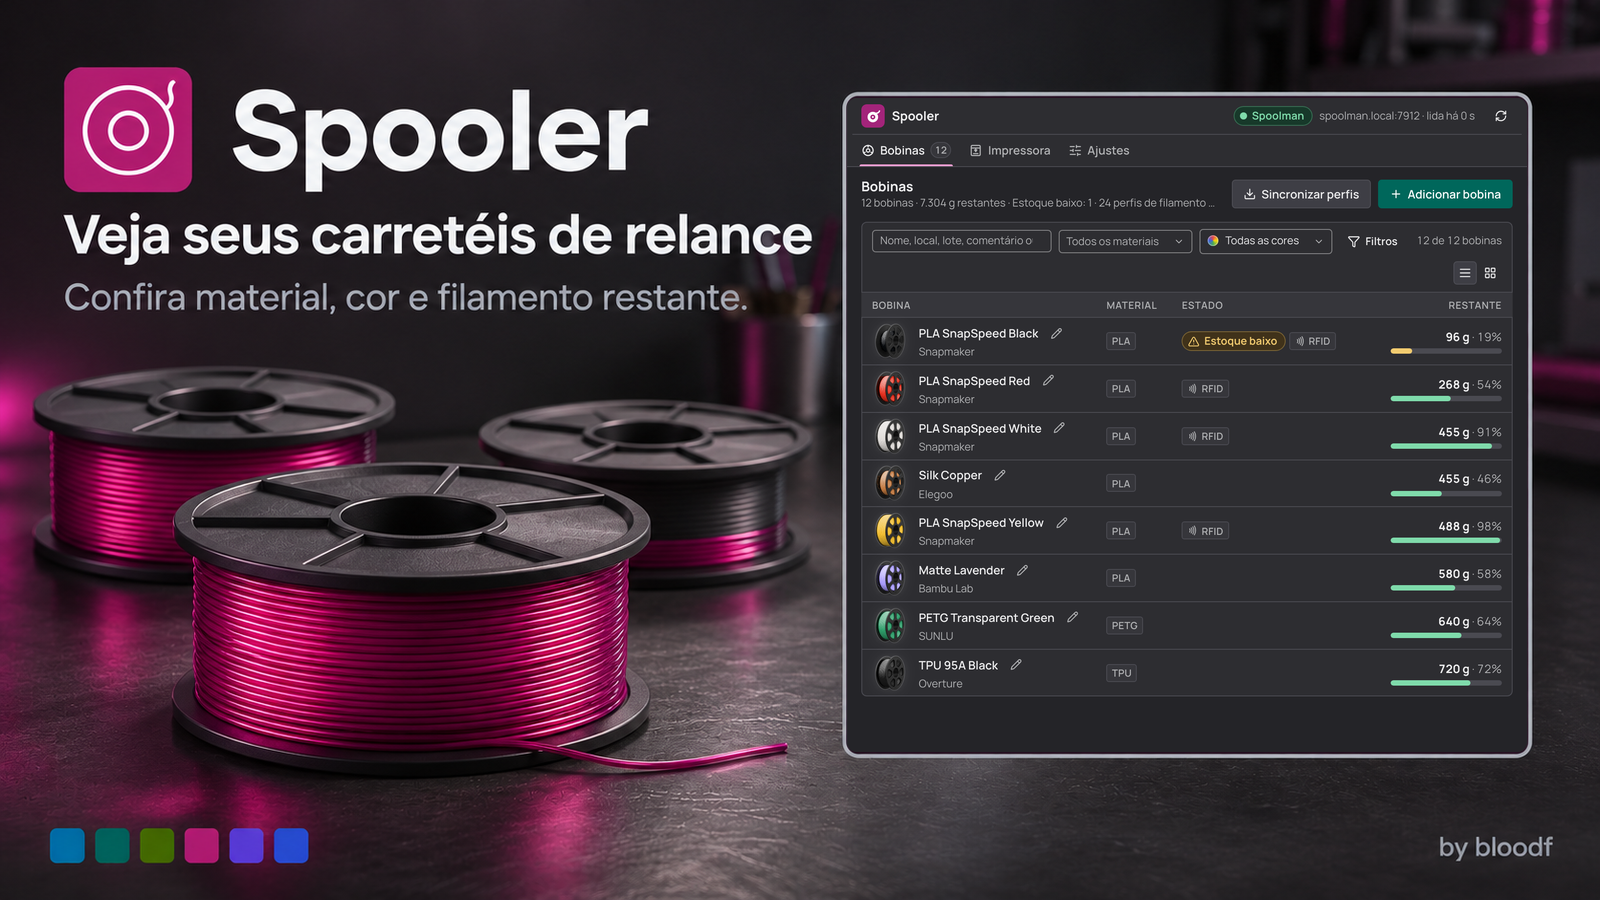 Spooler
Veja seus carretéis de relance
Confira material, cor e filamento restante.
Spooler
Spoolman
spoolman.local:7912 · lida há 0 s
Bobinas 12
Impressora
Ajustes
Bobinas
12 bobinas · 7.304 g restantes · Estoque baixo: 1 · 24 perfis de filamento ...
Sincronizar perfis
+ Adicionar bobina
Nome, local, lote, comentário o
Todos os materiais
Todas as cores
Filtros
12 de 12 bobinas
BOBINA MATERIAL ESTADO RESTANTE
PLA SnapSpeed Black
Snapmaker
PLA
Estoque baixo
RFID
96 g · 19%
PLA SnapSpeed Red
Snapmaker
PLA
RFID
268 g · 54%
PLA SnapSpeed White
Snapmaker
PLA
RFID
455 g · 91%
Silk Copper
Elegoo
PLA
455 g · 46%
PLA SnapSpeed Yellow
Snapmaker
PLA
RFID
488 g · 98%
Matte Lavender
Bambu Lab
PLA
580 g · 58%
PETG Transparent Green
SUNLU
PETG
640 g · 64%
TPU 95A Black
Overture
TPU
720 g · 72%
by bloodf